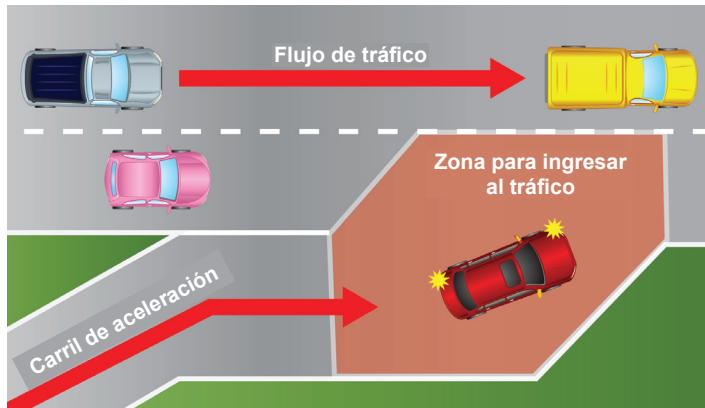 Flujo de tráfico
Zona para ingresar
al tráfico
Carril de aceleración